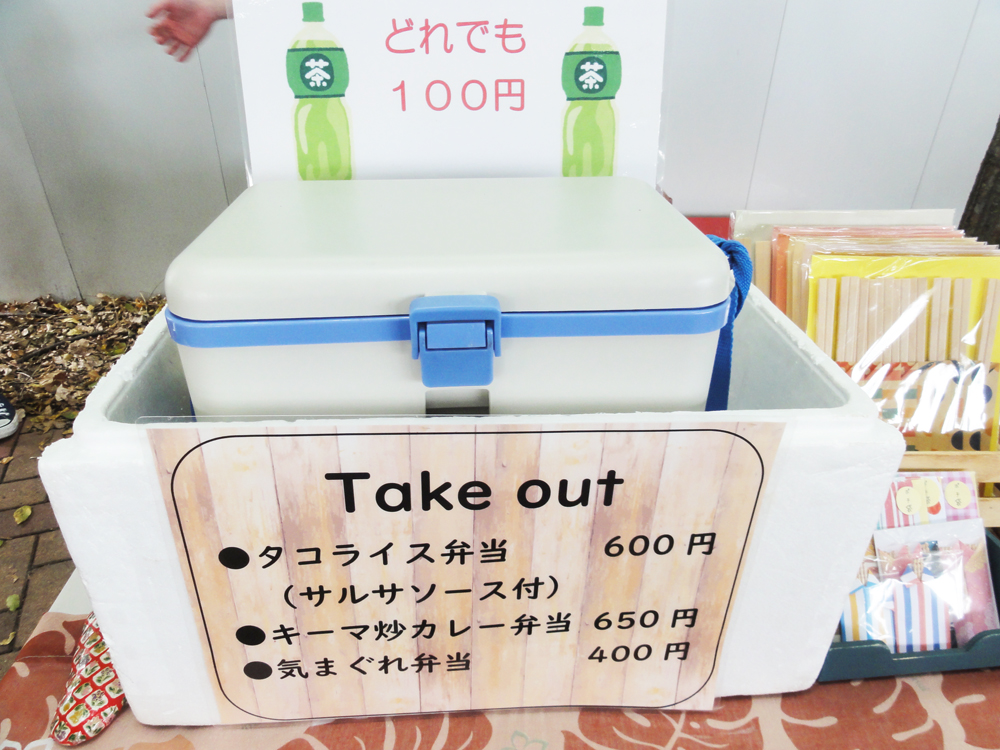 どれでも
100円
茶
茶
Take out
●タコライス弁当 600円
(サルサソース付)
●キーマ炒カレー弁当 650円
●気まぐれ弁当 400円